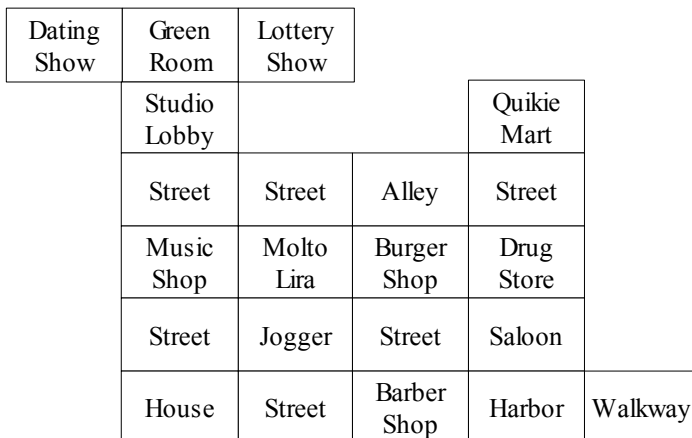 Dating Show Green Room Lottery Show
Studio Lobby Quikie Mart
Street Street Alley Street
Music Shop Molto Lira Burger Shop Drug Store
Street Jogger Street Saloon
House Street Barber Shop Harbor Walkway